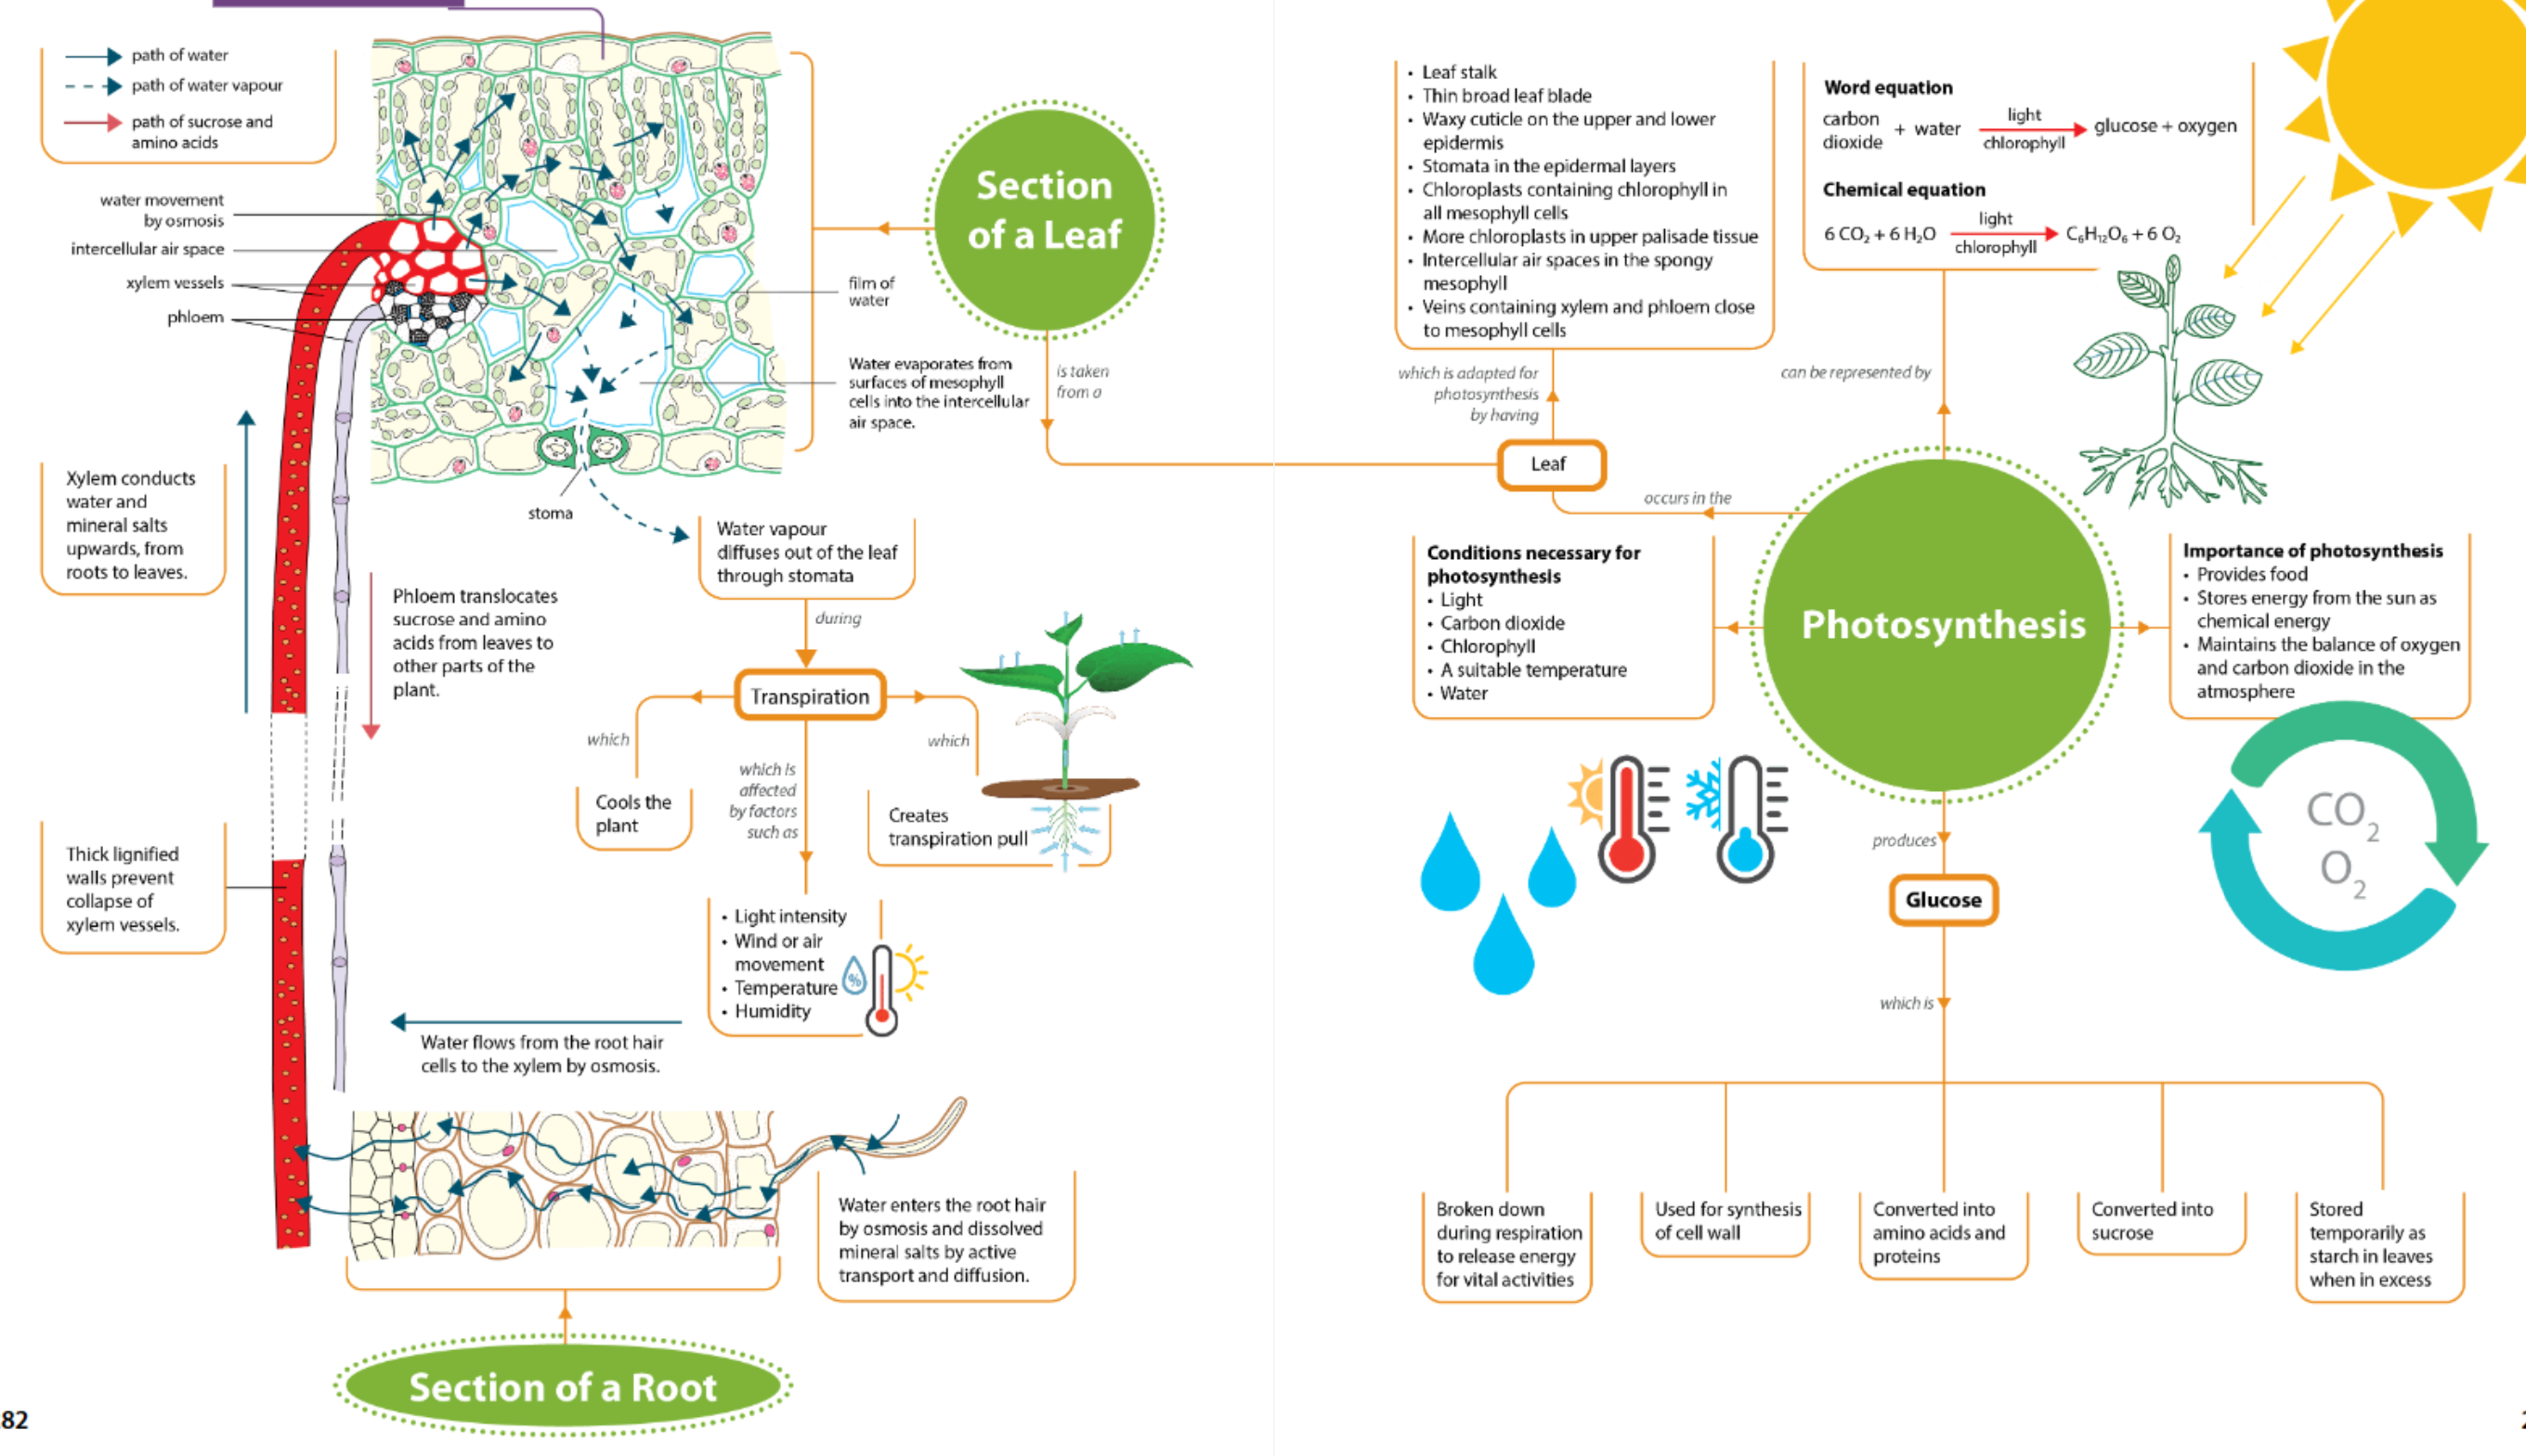 path of water
path of water vapour
path of sucrose and
amino acids
water movement
by osmosis
intercellular air space
xylem vessels
phloem
film of
water
Water evaporates from
surfaces of mesophyll
cells into the intercellular
air space.
stoma
Section
of a Leaf
is taken
from a
Xylem conducts
water and
mineral salts
upwards, from
roots to leaves.
Phloem translocates
sucrose and amino
acids from leaves to
other parts of the
plant.
Water vapour
diffuses out of the leaf
through stomata
during
Transpiration
which
which is
affected
by factors
such as
which
Cools the
plant
Creates
transpiration pull
• Light intensity
• Wind or air
movement
• Temperature
• Humidity
%
Thick lignified
walls prevent
collapse of
xylem vessels.
Water flows from the root hair
cells to the xylem by osmosis.
Water enters the root hair
by osmosis and dissolved
mineral salts by active
transport and diffusion.
Section of a Root
82
• Leaf stalk
• Thin broad leaf blade
• Waxy cuticle on the upper and lower
epidermis
• Stomata in the epidermal layers
• Chloroplasts containing chlorophyll in
all mesophyll cells
• More chloroplasts in upper palisade tissue
• Intercellular air spaces in the spongy
mesophyll
• Veins containing xylem and phloem close
to mesophyll cells
which is adapted for
photosynthesis
by having
Leaf
occurs in the
Word equation
carbon dioxide + water light chlorophyll glucose + oxygen
Chemical equation
6 CO₂ + 6 H₂O light chlorophyll C₆H₁₂O₆ + 6 O₂
can be represented by
Photosynthesis
Conditions necessary for
photosynthesis
• Light
• Carbon dioxide
• Chlorophyll
• A suitable temperature
• Water
Importance of photosynthesis
• Provides food
• Stores energy from the sun as
chemical energy
• Maintains the balance of oxygen
and carbon dioxide in the
atmosphere
CO₂
O₂
produces
Glucose
which is
Broken down
during respiration
to release energy
for vital activities
Used for synthesis
of cell wall
Converted into
amino acids and
proteins
Converted into
sucrose
Stored
temporarily as
starch in leaves
when in excess